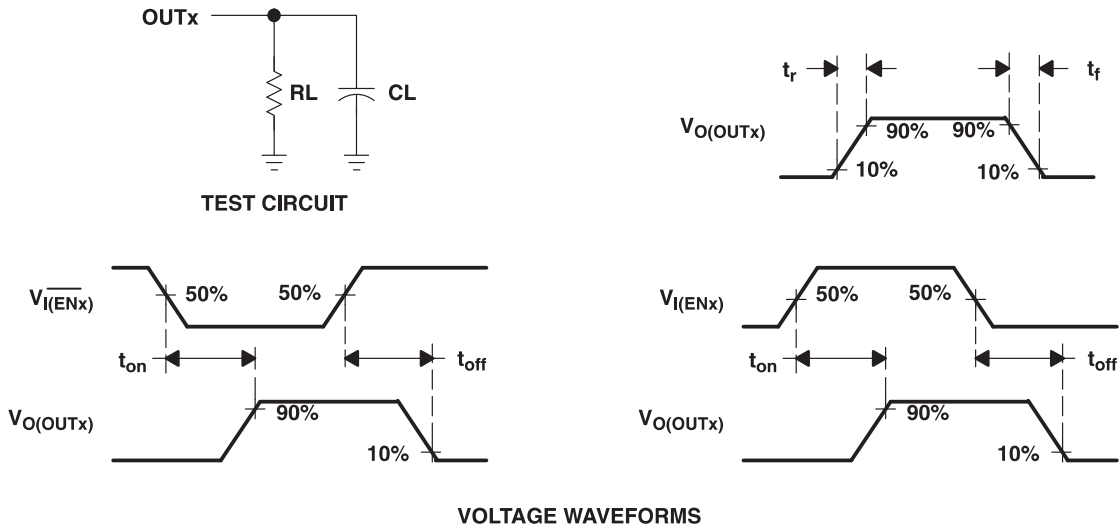 OUTx
RL
CL
TEST CIRCUIT
tr
tf
VO(OUTx)
90%
90%
10%
10%
VI(E̅N̅x̅)
50%
50%
ton
toff
VO(OUTx)
90%
10%
VI(ENx)
50%
50%
ton
toff
VO(OUTx)
90%
10%
VOLTAGE WAVEFORMS